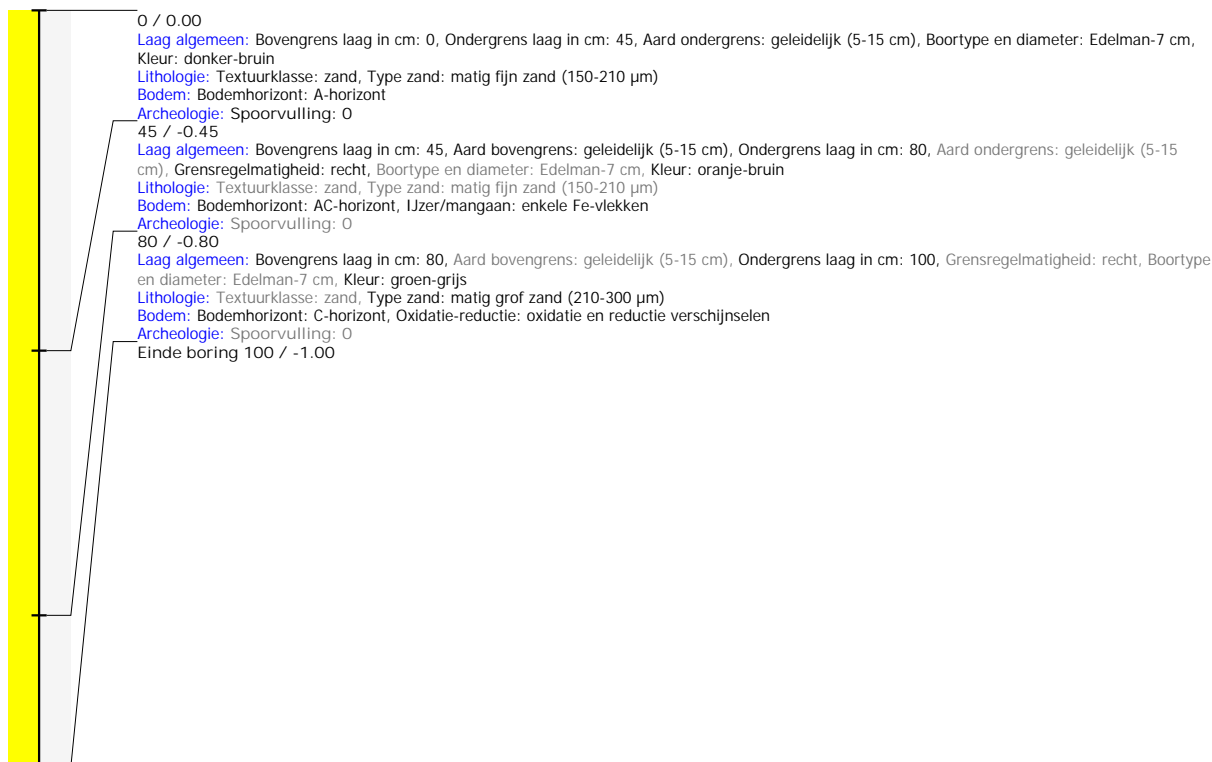 0 / 0.00
Laag algemeen: Bovengrens laag in cm: 0, Ondergrens laag in cm: 45, Aard ondergrens: geleidelijk (5-15 cm), Boortype en diameter: Edelman-7 cm,
Kleur: donker-bruin
Lithologie: Textuurklasse: zand, Type zand: matig fijn zand (150-210 µm)
Bodem: Bodemhorizont: A-horizont
Archeologie: Spoorvulling: 0
45 / -0.45
Laag algemeen: Bovengrens laag in cm: 45, Aard bovengrens: geleidelijk (5-15 cm), Ondergrens laag in cm: 80, Aard ondergrens: geleidelijk (5-15
cm), Grensregelmatigheid: recht, Boortype en diameter: Edelman-7 cm, Kleur: oranje-bruin
Lithologie: Textuurklasse: zand, Type zand: matig fijn zand (150-210 µm)
Bodem: Bodemhorizont: AC-horizont, IJzer/mangaan: enkele Fe-vlekken
Archeologie: Spoorvulling: 0
80 / -0.80
Laag algemeen: Bovengrens laag in cm: 80, Aard bovengrens: geleidelijk (5-15 cm), Ondergrens laag in cm: 100, Grensregelmatigheid: recht, Boortype
en diameter: Edelman-7 cm, Kleur: groen-grijs
Lithologie: Textuurklasse: zand, Type zand: matig grof zand (210-300 µm)
Bodem: Bodemhorizont: C-horizont, Oxidatie-reductie: oxidatie en reductie verschijnselen
Archeologie: Spoorvulling: 0
Einde boring 100 / -1.00